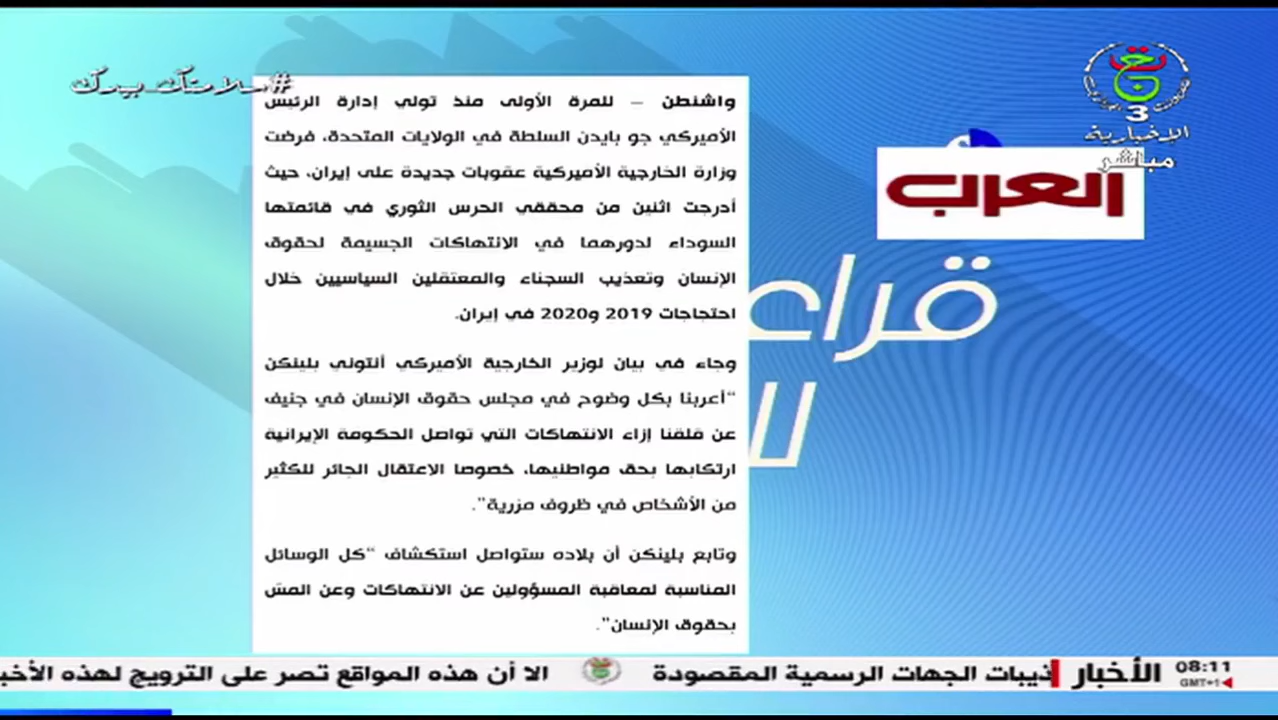 #سلامتك_بيدك
3
الإخبارية
مباشر
العرب
قراء
واشنطن – للمرة الأولى منذ تولي إدارة الرئيس
الأميركي جو بايدن السلطة في الولايات المتحدة، فرضت
وزارة الخارجية الأميركية عقوبات جديدة على إيران، حيث
أدرجت اثنين من محققي الحرس الثوري في قائمتها
السوداء لدورهما في الانتهاكات الجسيمة لحقوق
الإنسان وتعذيب السجناء والمعتقلين السياسيين خلال
احتجاجات 2019 و2020 في إيران.
وجاء في بيان لوزير الخارجية الأميركي أنتوني بلينكن
“أعربنا بكل وضوح في مجلس حقوق الإنسان في جنيف
عن قلقنا إزاء الانتهاكات التي تواصل الحكومة الإيرانية
ارتكابها بحق مواطنيها، خصوصا الاعتقال الجائر للكثير
من الأشخاص في ظروف مزرية”.
وتابع بلينكن أن بلاده ستواصل استكشاف “كل الوسائل
المناسبة لمعاقبة المسؤولين عن الانتهاكات وعن المسّ
بحقوق الإنسان”.
08:11
GMT+1
الأخبار
ذيبات الجهات الرسمية المقصودة الا أن هذه المواقع تصر على الترويج لهذه الأخب